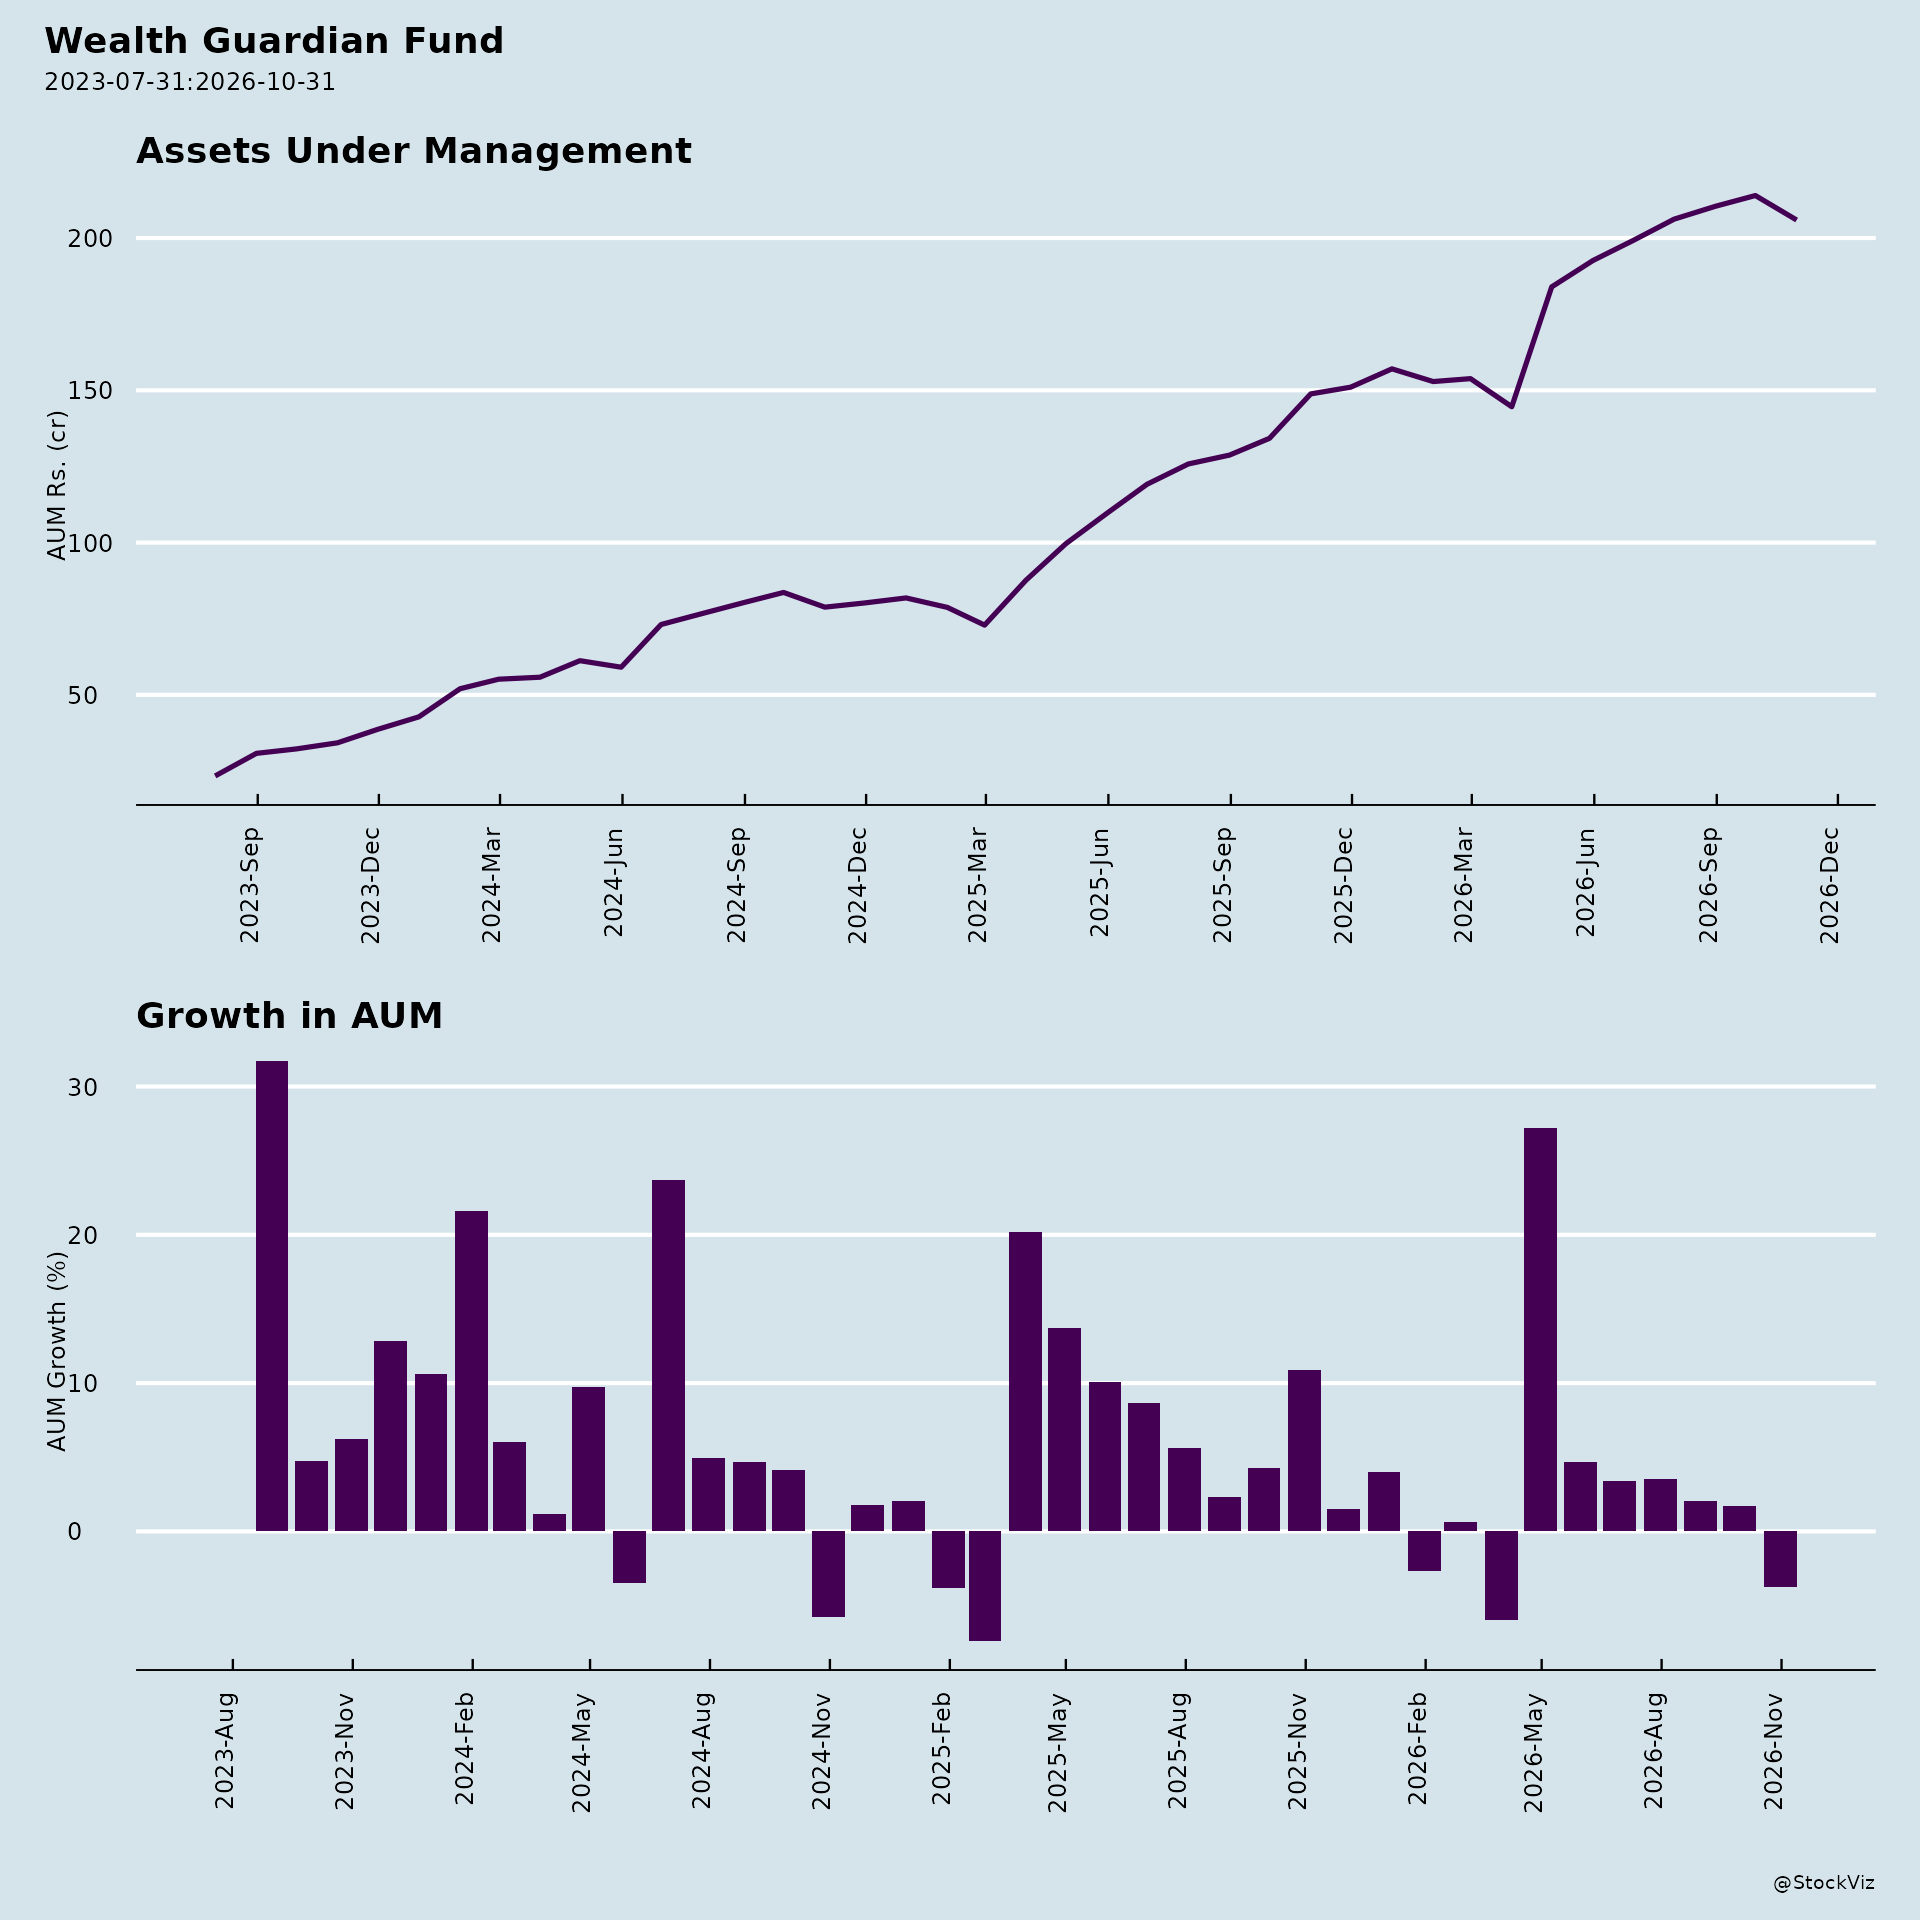 Wealth Guardian Fund
2023-07-31:2026-10-31
Assets Under Management
AUM Rs. (cr)
200
150
100
50
2023-Sep
2023-Dec
2024-Mar
2024-Jun
2024-Sep
2024-Dec
2025-Mar
2025-Jun
2025-Sep
2025-Dec
2026-Mar
2026-Jun
2026-Sep
2026-Dec
Growth in AUM
AUM Growth (%)
30
20
10
0
2023-Aug
2023-Nov
2024-Feb
2024-May
2024-Aug
2024-Nov
2025-Feb
2025-May
2025-Aug
2025-Nov
2026-Feb
2026-May
2026-Aug
2026-Nov
@StockViz